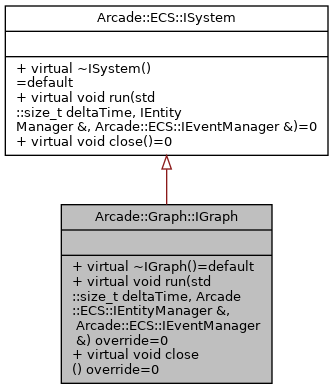 Arcade::ECS::ISystem
+ virtual ~ISystem()
=default
+ virtual void run(std
::size_t deltaTime, IEntity
Manager &, Arcade::ECS::IEventManager &)=0
+ virtual void close()=0
Arcade::Graph::IGraph
+ virtual ~IGraph()=default
+ virtual void run(std
::size_t deltaTime, Arcade
::ECS::IEntityManager &,
Arcade::ECS::IEventManager
&) override=0
+ virtual void close
() override=0